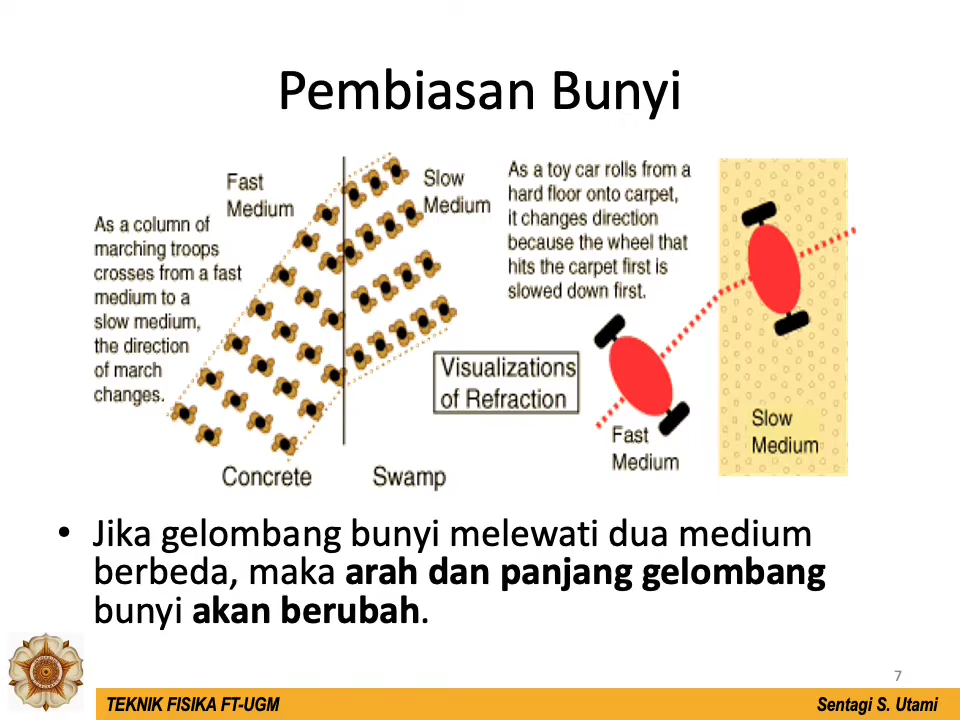 Pembiasan Bunyi
Fast
Medium
Slow
Medium
As a column of
marching troops
crosses from a fast
medium to a
slow medium,
the direction
of march
changes.
Concrete
Swamp
As a toy car rolls from a
hard floor onto carpet,
it changes direction
because the wheel that
hits the carpet first is
slowed down first.
Visualizations
of Refraction
Fast
Medium
Slow
Medium
• Jika gelombang bunyi melewati dua medium
berbeda, maka arah dan panjang gelombang
bunyi akan berubah.
7
TEKNIK FISIKA FT-UGM
Sentagi S. Utami